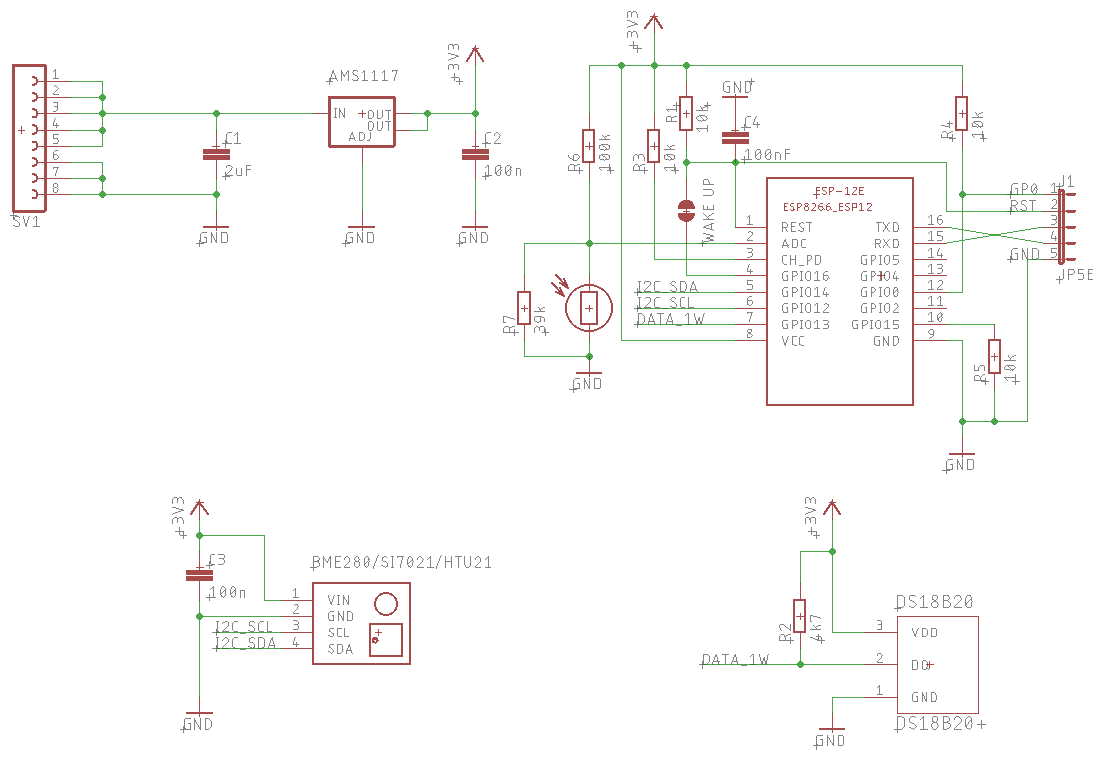 SV1
1
2
3
4
5
6
7
8
C1
2uF
GND
AMS1117
IN
OUT
OUT
ADJ
GND
+3V3
C2
100n
GND
+3V3
R6
100k
R3
10k
R1
10k
GND
C4
100nF
WAKE UP
R7
39k
GND
I2C_SDA
I2C_SCL
DATA_1W
ESP-12E
ESP8266_ESP12
1 REST TXD 16
2 ADC RXD 15
3 CH_PD GPIO5 14
4 GPIO16 GPIO4 13
5 GPIO14 GPIO0 12
6 GPIO12 GPIO2 11
7 GPIO13 GPIO15 10
8 VCC GND 9
R4
10k
R5
10k
GND
J1
GP0 1
RST 2
3
4
GND 5
JP5E
+3V3
C3
100n
GND
BME280/SI7021/HTU21
1 VIN
2 GND
I2C_SCL 3 SCL
I2C_SDA 4 SDA
+3V3
R2
4k7
DATA_1W
DS18B20
3 VDD
2 DQ
1 GND
DS18B20+
GND